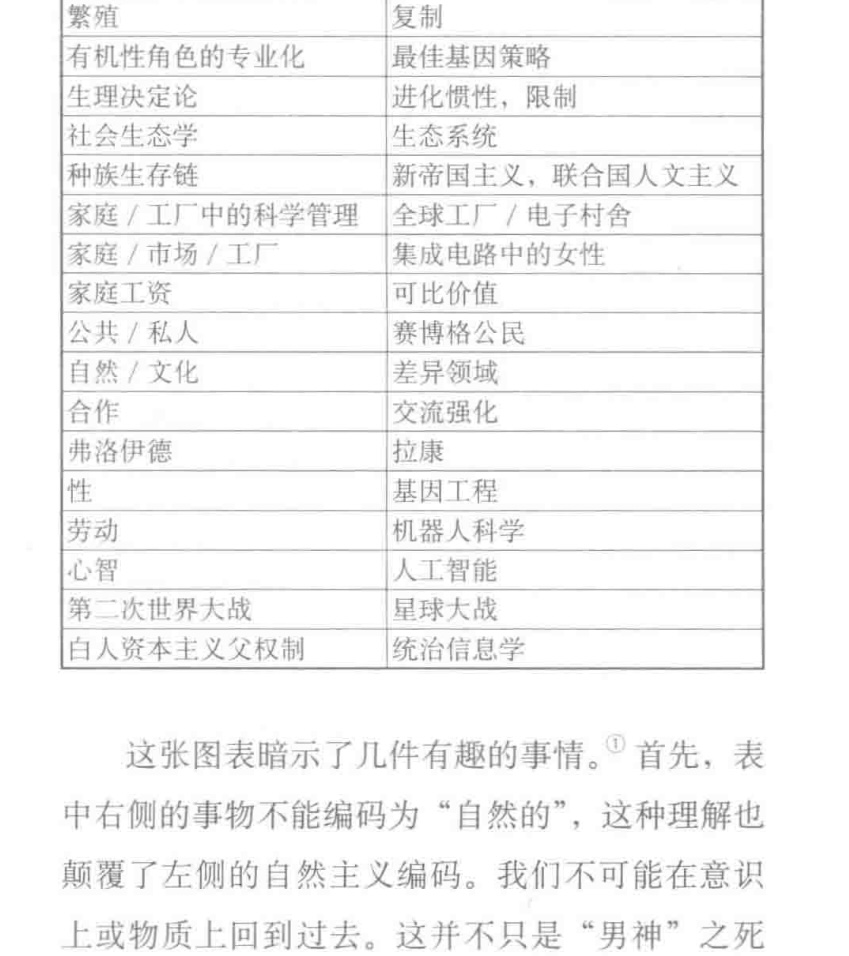 繁殖 复制
有机性角色的专业化 最佳基因策略
生理决定论 进化惯性，限制
社会生态学 生态系统
种族生存链 新帝国主义，联合国人文主义
家庭 / 工厂中的科学管理 全球工厂 / 电子村舍
家庭 / 市场 / 工厂 集成电路中的女性
家庭工资 可比价值
公共 / 私人 赛博格公民
自然 / 文化 差异领域
合作 交流强化
弗洛伊德 拉康
性 基因工程
劳动 机器人科学
心智 人工智能
第二次世界大战 星球大战
白人资本主义父权制 统治信息学
这张图表暗示了几件有趣的事情。① 首先，表
中右侧的事物不能编码为“自然的”，这种理解也
颠覆了左侧的自然主义编码。我们不可能在意识
上或物质上回到过去。这并不只是“男神”之死